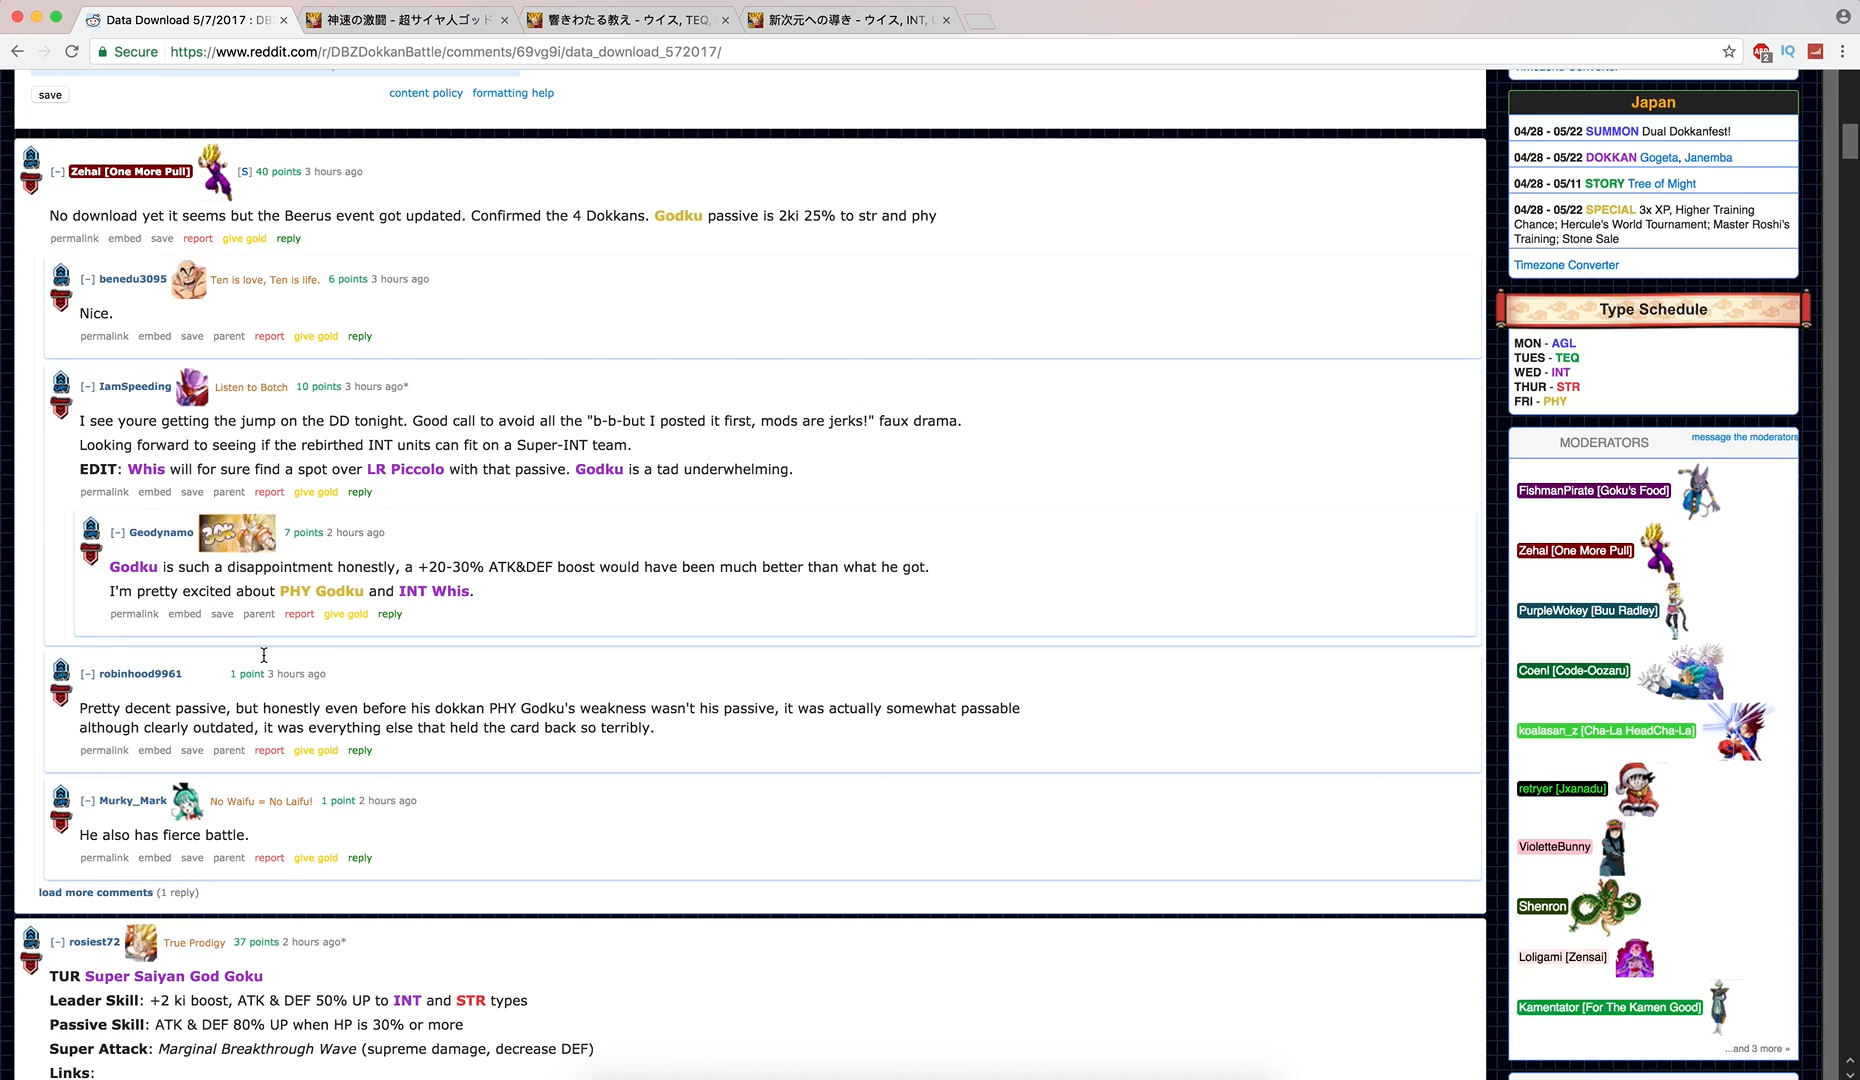 Data Download 5/7/2017 : DB
神速の激闘 - 超サイヤ人ゴッド
響きわたる教え - ウイス, TEQ,
新次元への導き - ウイス, INT, L
Secure https://www.reddit.com/r/DBZDokkanBattle/comments/69vg9i/data_download_572017/
2
save content policy formatting help
[–] Zehal [One More Pull] [S] 40 points 3 hours ago
No download yet it seems but the Beerus event got updated. Confirmed the 4 Dokkans. Godku passive is 2ki 25% to str and phy
permalink embed save report give gold reply
[–] benedu3095 Ten is love, Ten is life. 6 points 3 hours ago
Nice.
permalink embed save parent report give gold reply
[–] IamSpeeding Listen to Botch 10 points 3 hours ago*
I see youre getting the jump on the DD tonight. Good call to avoid all the "b-b-but I posted it first, mods are jerks!" faux drama.
Looking forward to seeing if the rebirthed INT units can fit on a Super-INT team.
EDIT: Whis will for sure find a spot over LR Piccolo with that passive. Godku is a tad underwhelming.
permalink embed save parent report give gold reply
[–] Geodynamo 30K 7 points 2 hours ago
Godku is such a disappointment honestly, a +20-30% ATK&DEF boost would have been much better than what he got.
I'm pretty excited about PHY Godku and INT Whis.
permalink embed save parent report give gold reply
[–] robinhood9961 1 point 3 hours ago
Pretty decent passive, but honestly even before his dokkan PHY Godku's weakness wasn't his passive, it was actually somewhat passable
although clearly outdated, it was everything else that held the card back so terribly.
permalink embed save parent report give gold reply
[–] Murky_Mark No Waifu = No Laifu! 1 point 2 hours ago
He also has fierce battle.
permalink embed save parent report give gold reply
load more comments (1 reply)
[–] rosiest72 True Prodigy 37 points 2 hours ago*
TUR Super Saiyan God Goku
Leader Skill: +2 ki boost, ATK & DEF 50% UP to INT and STR types
Passive Skill: ATK & DEF 80% UP when HP is 30% or more
Super Attack: Marginal Breakthrough Wave (supreme damage, decrease DEF)
Links:
Timezone Converter
Japan
04/28 - 05/22 SUMMON Dual Dokkanfest!
04/28 - 05/22 DOKKAN Gogeta, Janemba
04/28 - 05/11 STORY Tree of Might
04/28 - 05/22 SPECIAL 3x XP, Higher Training
Chance; Hercule's World Tournament; Master Roshi's
Training; Stone Sale
Timezone Converter
Type Schedule
MON - AGL
TUES - TEQ
WED - INT
THUR - STR
FRI - PHY
MODERATORS message the moderators
FishmanPirate [Goku's Food]
Zehal [One More Pull]
PurpleWokey [Buu Radley]
Coenl [Code-Oozaru]
koalasan_z [Cha-La HeadCha-La]
retryer [Jxanadu]
VioletteBunny
Shenron
Loligami [Zensai]
Kamentator [For The Kamen Good]
...and 3 more »